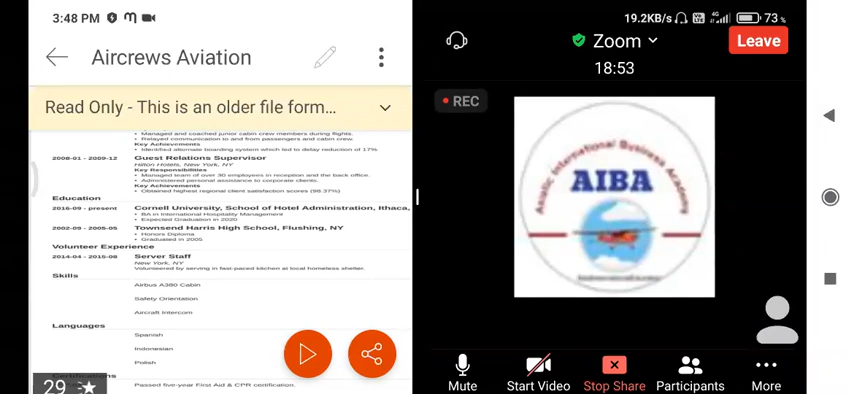 3:48 PM
Aircrews Aviation
Read Only - This is an older file form...
Managed and coached junior cabin crew members during flights.
Relayed communication to and from passengers and cabin crew.
Key Achievements
Identified alternate boarding system which led to delay reduction of 17%
2008-01 - 2009-12 Guest Relations Supervisor
Hilton Hotels, New York, NY
Key Responsibilities
Managed team of over 30 employees in reception and the back office.
Administered personal assistance to corporate clients.
Key Achievements
Obtained highest regional client satisfaction scores (98.37%)
Education
2016-09 - present Cornell University, School of Hotel Administration, Ithaca,
BA in International Hospitality Management
Expected Graduation in 2020
2002-09 - 2005-05 Townsend Harris High School, Flushing, NY
Honors Diploma
Graduated in 2005
Volunteer Experience
2014-04 - 2015-08 Server Staff
New York, NY
Volunteered by serving in fast-paced kitchen at local homeless shelter.
Skills
Airbus A380 Cabin
Safety Orientation
Aircraft Intercom
Languages
Spanish
Indonesian
Polish
Certifications
Passed five-year First Aid & CPR certification.
29
19.2KB/s 4G 73%
Zoom
Leave
18:53
REC
Asiatic International Business Academy
AIBA
Mute
Start Video
Stop Share
Participants
More